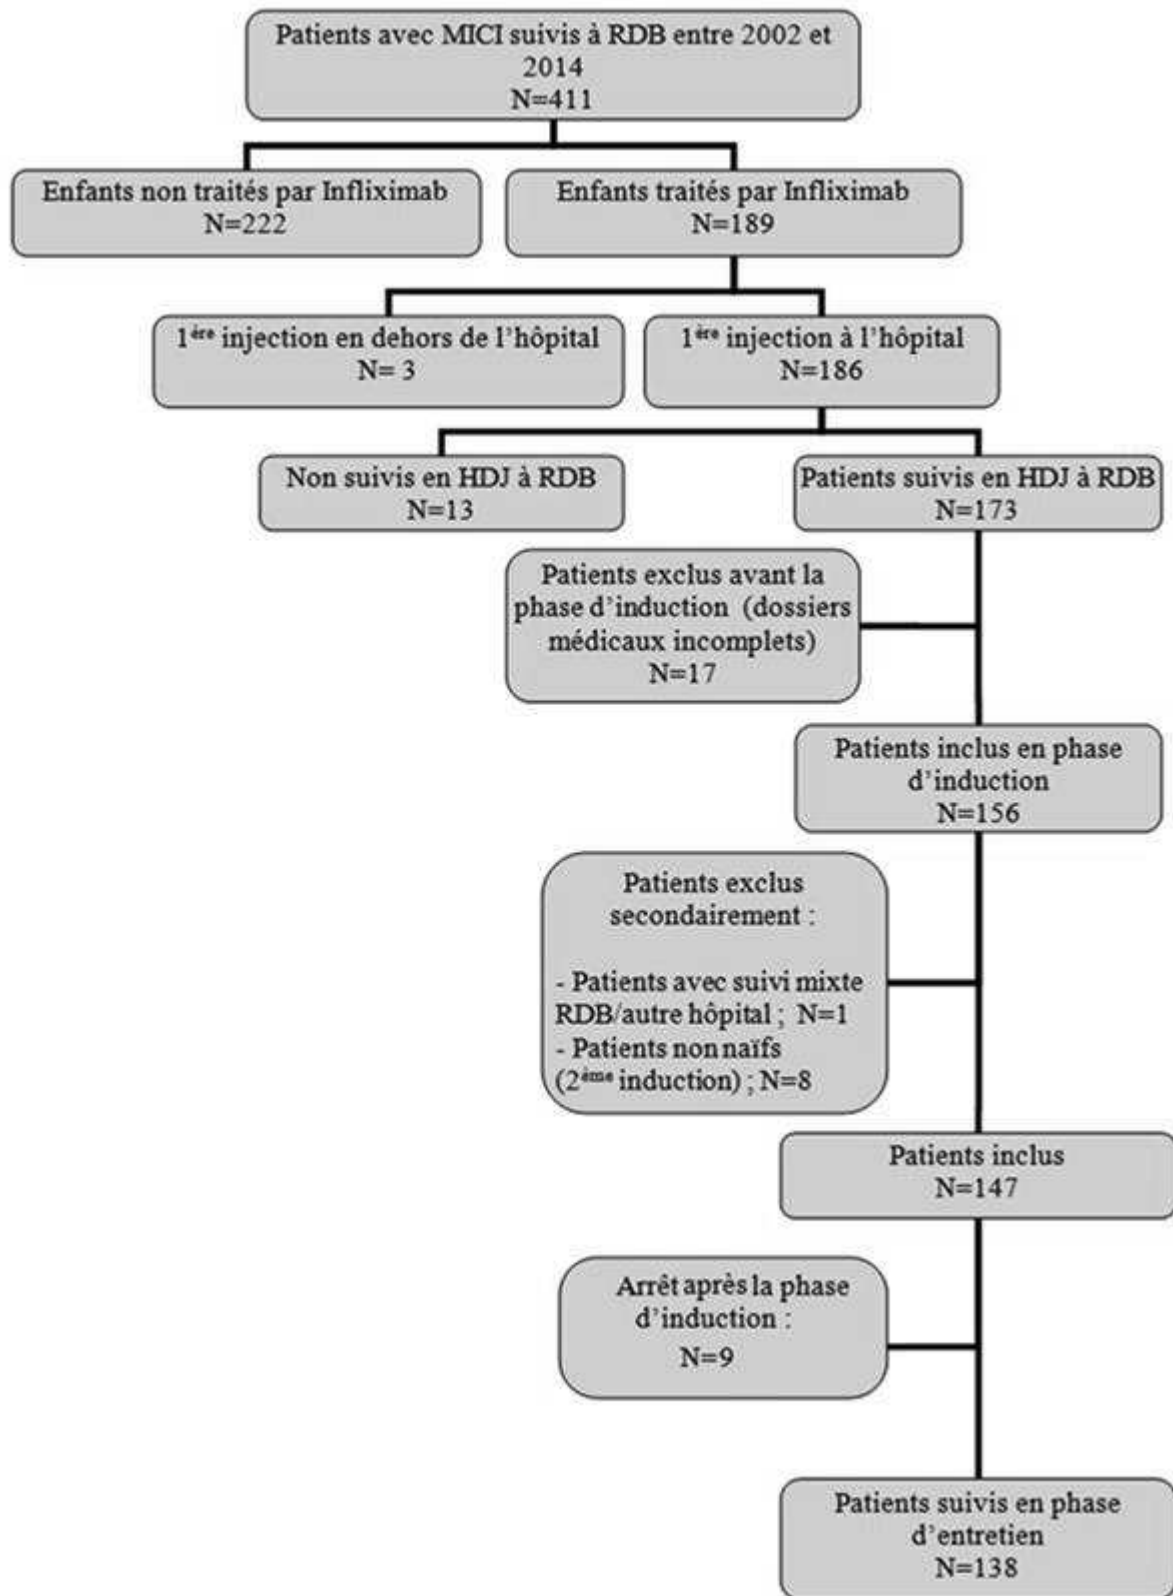 Patients avec MICI suivis à RDB entre 2002 et
2014
N=411
Enfants non traités par Infliximab
N=222
Enfants traités par Infliximab
N=189
1ère injection en dehors de l’hôpital
N= 3
1ère injection à l’hôpital
N=186
Non suivis en HDJ à RDB
N=13
Patients suivis en HDJ à RDB
N=173
Patients exclus avant la
phase d’induction (dossiers
médicaux incomplets)
N=17
Patients inclus en phase
d’induction
N=156
Patients exclus
secondairement :
- Patients avec suivi mixte
RDB/autre hôpital ; N=1
- Patients non naïfs
(2ème induction) ; N=8
Patients inclus
N=147
Arrêt après la phase
d’induction :
N=9
Patients suivis en phase
d’entretien
N=138